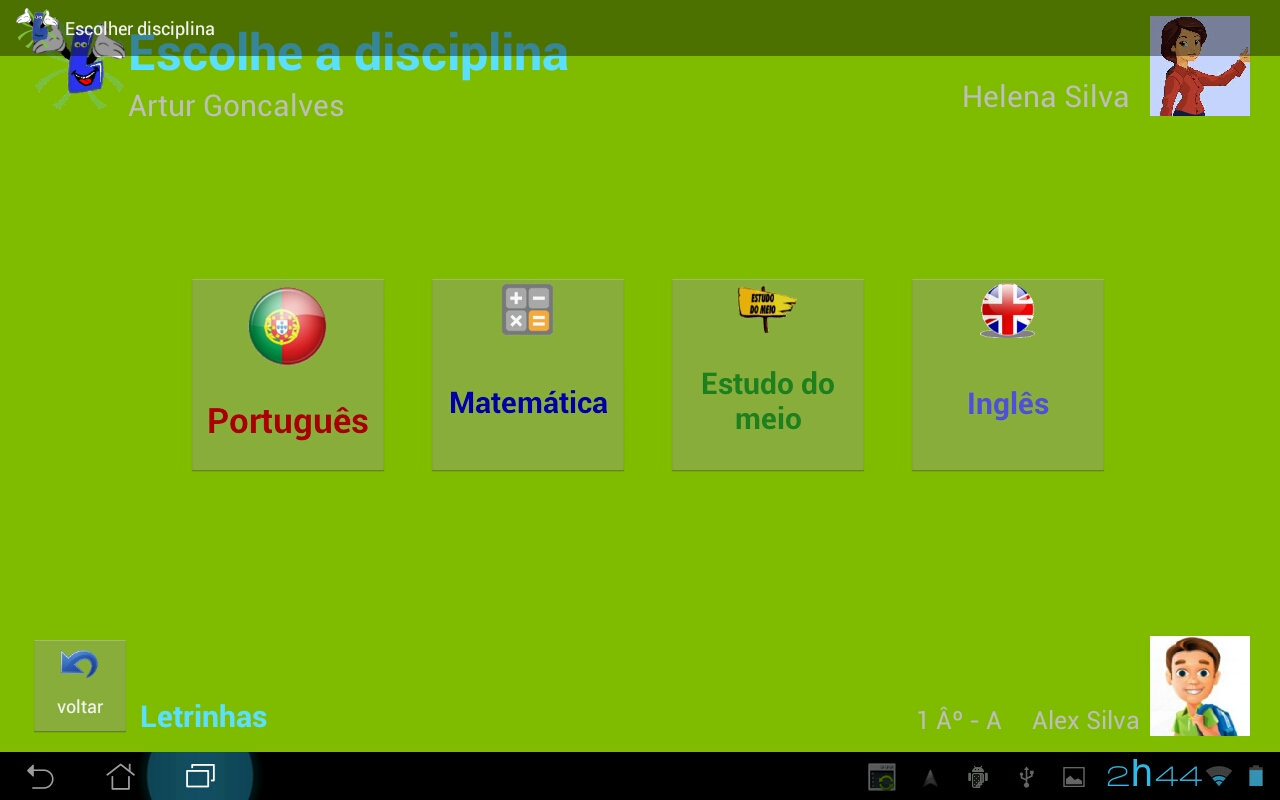 Escolher disciplina
Escolhe a disciplina
Artur Goncalves
Helena Silva
Português
Matemática
ESTUDO
DO MEIO
Estudo do
meio
Inglês
voltar
Letrinhas
1 Âº - A
Alex Silva
2h44